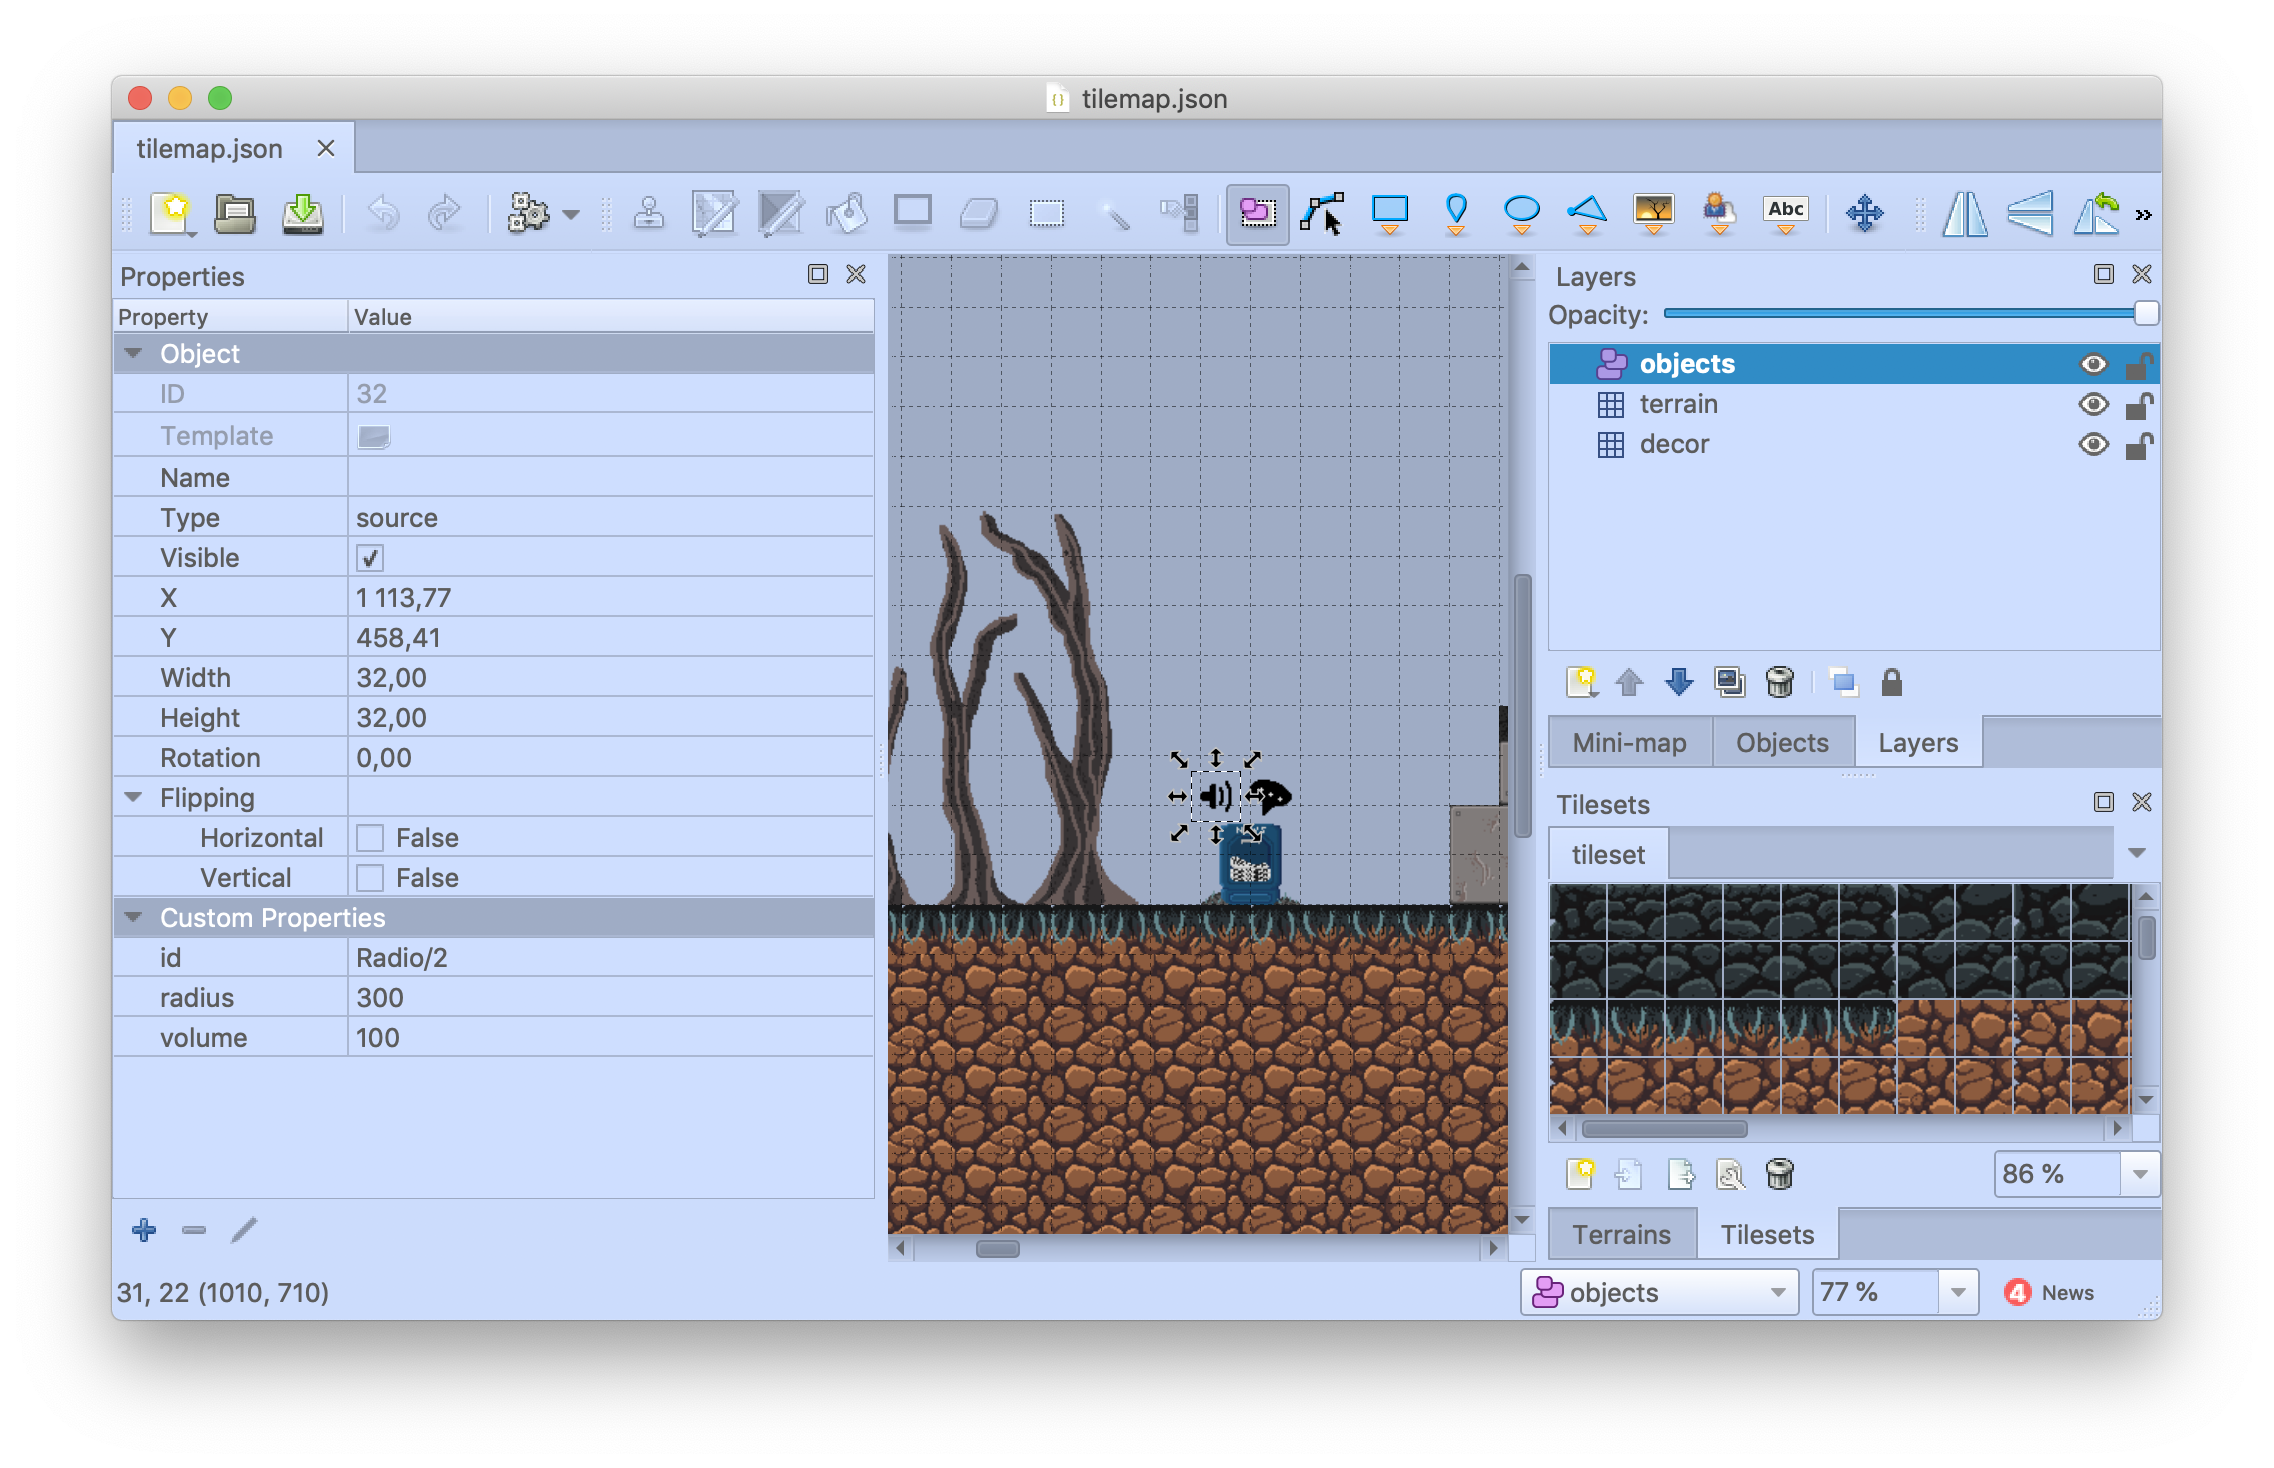 tilemap.json
tilemap.json
Abc
Properties
Property Value
Object
ID 32
Template
Name
Type source
Visible
X 1 113,77
Y 458,41
Width 32,00
Height 32,00
Rotation 0,00
Flipping
Horizontal False
Vertical False
Custom Properties
id Radio/2
radius 300
volume 100
31, 22 (1010, 710)
Layers
Opacity:
objects
terrain
decor
Mini-map Objects Layers
Tilesets
tileset
86 %
Terrains Tilesets
objects 77 % 4 News